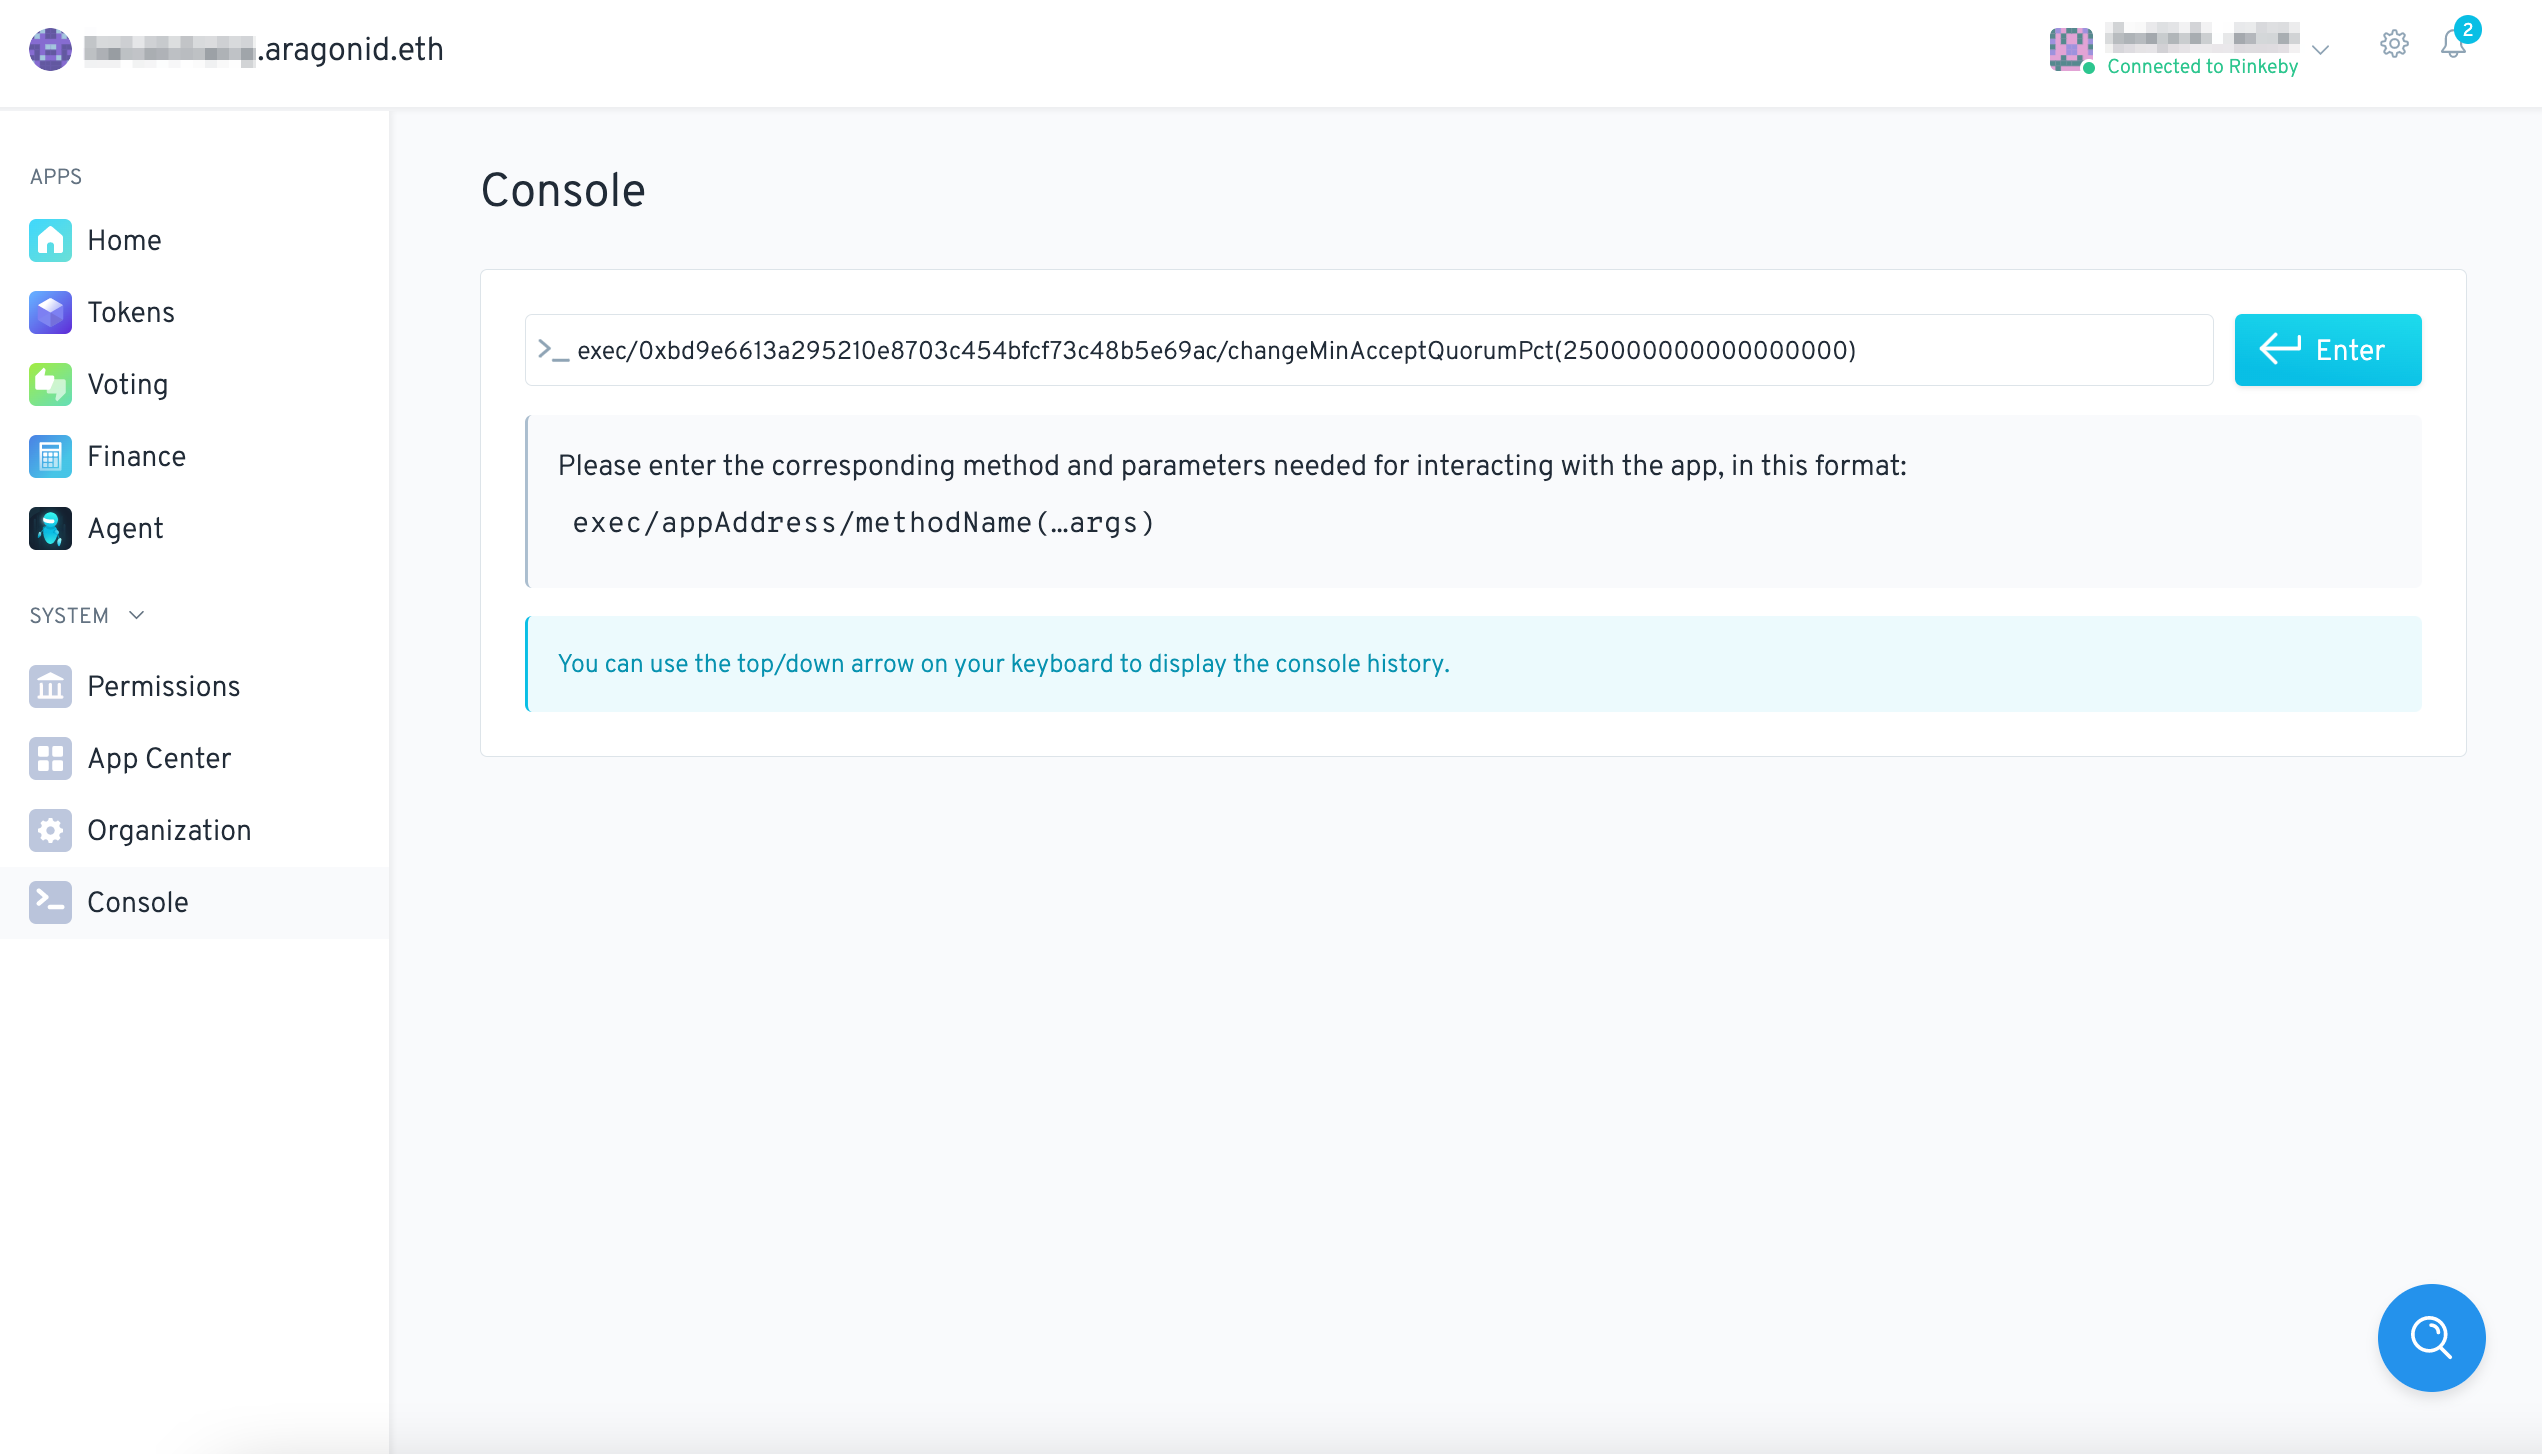 .aragonid.eth
Connected to Rinkeby
2
APPS
Home
Tokens
Voting
Finance
Agent
SYSTEM
Permissions
App Center
Organization
Console
Console
>_ exec/0xbd9e6613a295210e8703c454bfcf73c48b5e69ac/changeMinAcceptQuorumPct(250000000000000000)
Enter
Please enter the corresponding method and parameters needed for interacting with the app, in this format:
exec/appAddress/methodName(…args)
You can use the top/down arrow on your keyboard to display the console history.